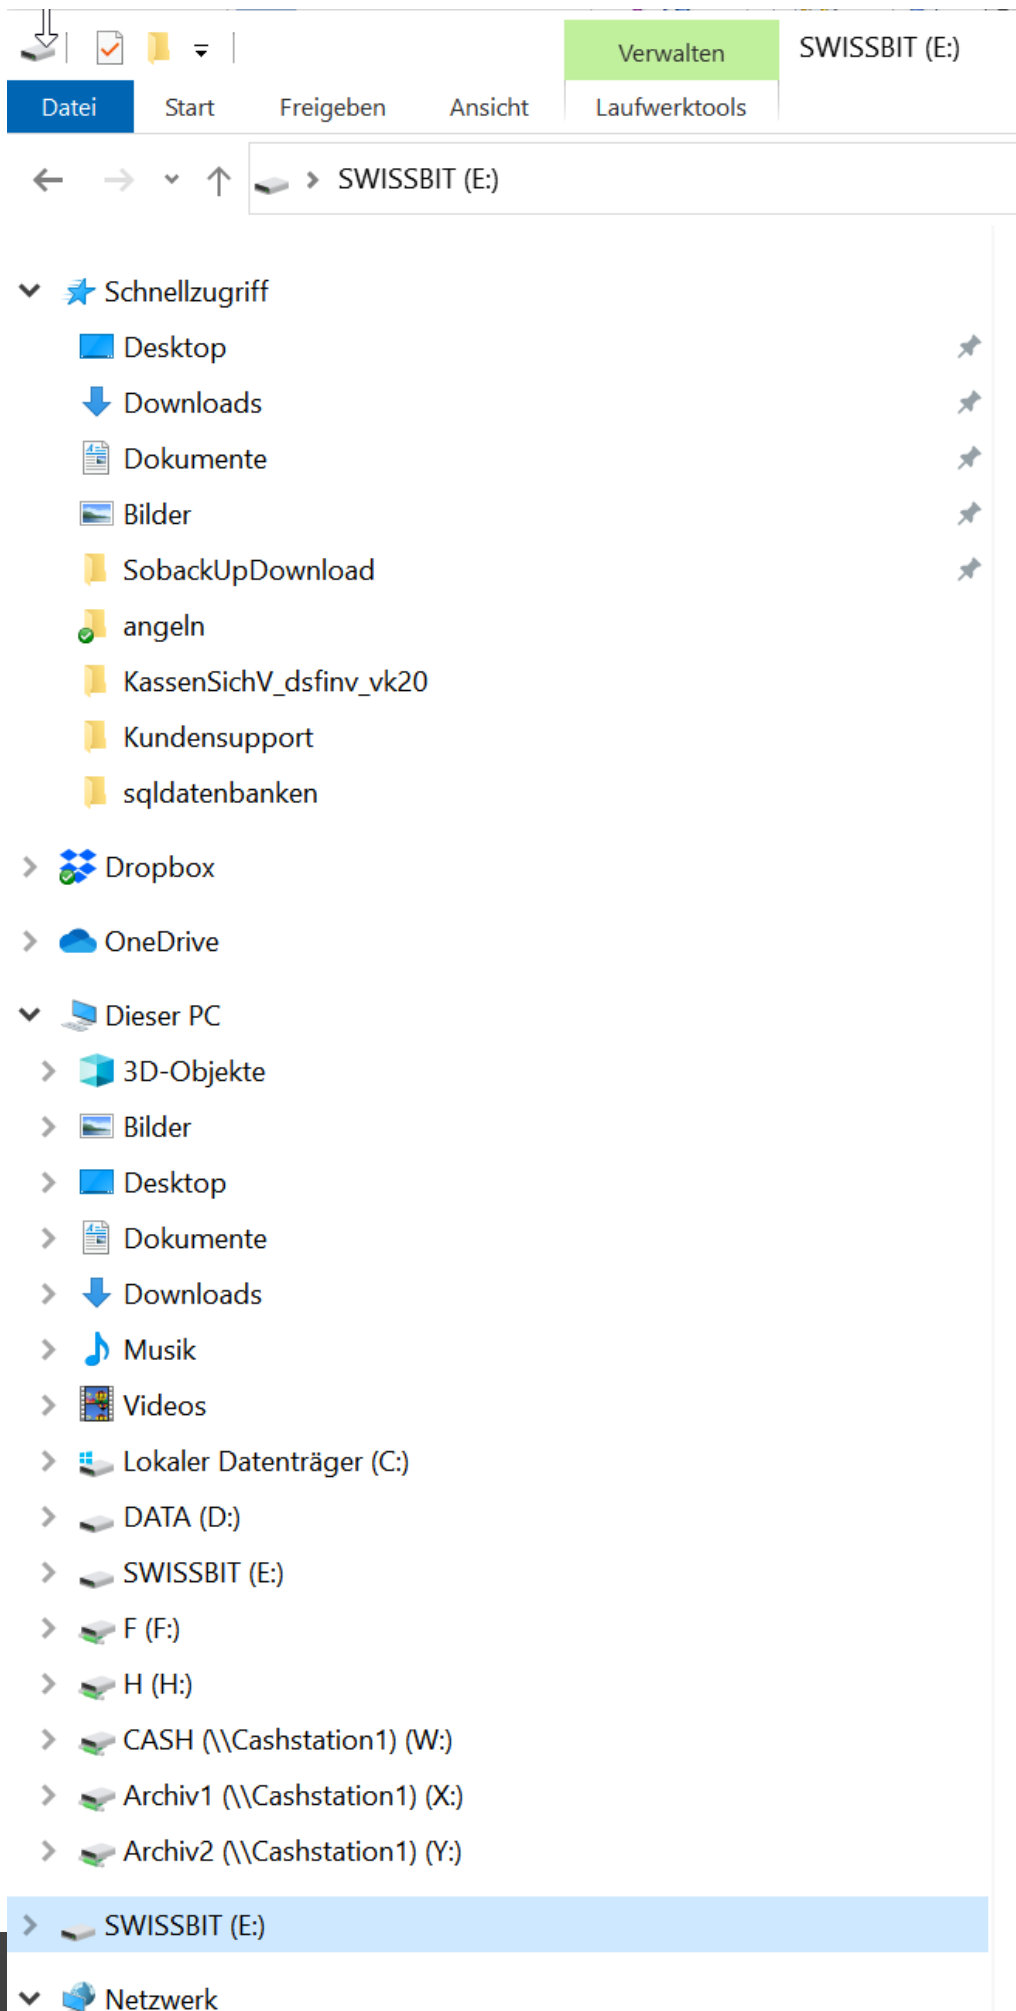 Verwalten SWISSBIT (E:)
Datei Start Freigeben Ansicht Laufwerktools
SWISSBIT (E:)
Schnellzugriff
Desktop
Downloads
Dokumente
Bilder
SobackUpDownload
angeln
KassenSichV_dsfinv_vk20
Kundensupport
sqldatenbanken
Dropbox
OneDrive
Dieser PC
3D-Objekte
Bilder
Desktop
Dokumente
Downloads
Musik
Videos
Lokaler Datenträger (C:)
DATA (D:)
SWISSBIT (E:)
F (F:)
H (H:)
CASH (\\Cashstation1) (W:)
Archiv1 (\\Cashstation1) (X:)
Archiv2 (\\Cashstation1) (Y:)
SWISSBIT (E:)
Netzwerk